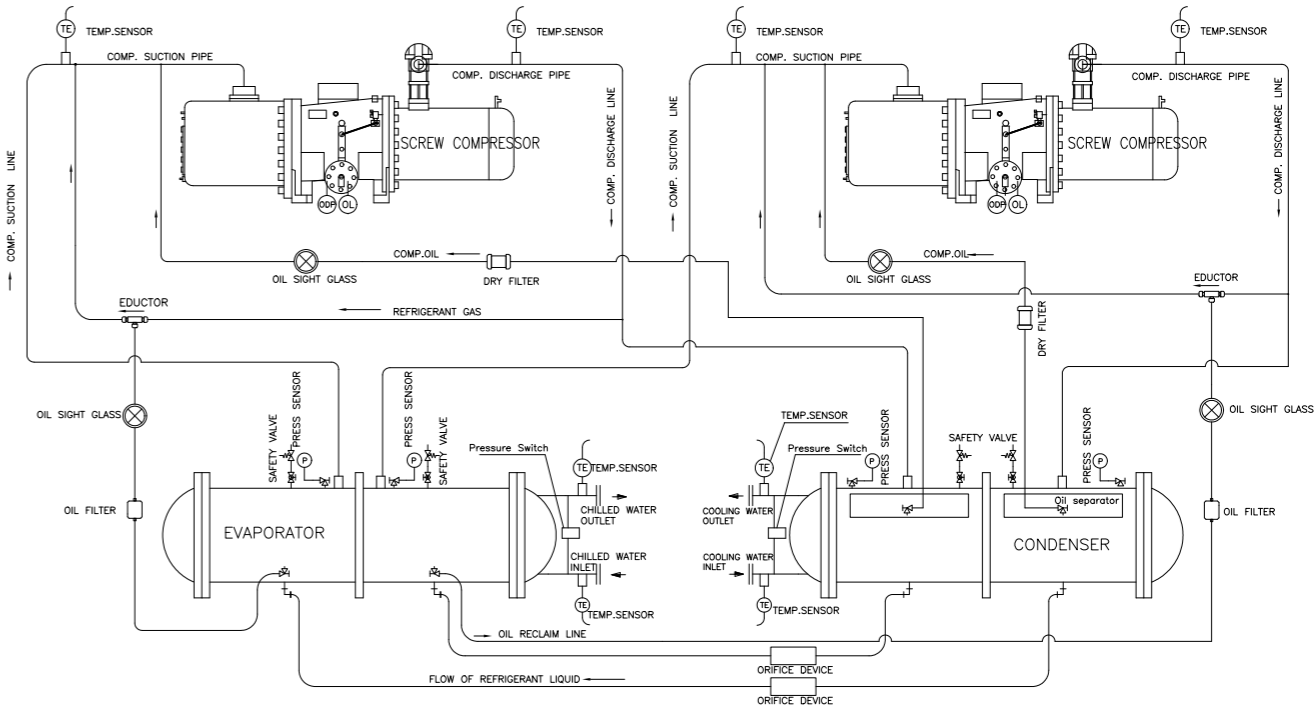 TE
TEMP.SENSOR
TE
TEMP.SENSOR
TE
TEMP.SENSOR
TE
TEMP.SENSOR
COMP. SUCTION PIPE
COMP. DISCHARGE PIPE
COMP. SUCTION PIPE
COMP. DISCHARGE PIPE
SCREW COMPRESSOR
SCREW COMPRESSOR
COMP. SUCTION LINE
COMP. DISCHARGE LINE
COMP. SUCTION LINE
COMP. DISCHARGE LINE
ODP
OL
ODP
OL
COMP.OIL
OIL SIGHT GLASS
DRY FILTER
COMP.OIL
OIL SIGHT GLASS
DRY FILTER
EDUCTOR
REFRIGERANT GAS
EDUCTOR
OIL SIGHT GLASS
OIL SIGHT GLASS
SAFETY VALVE
PRESS SENSOR
P
PRESS SENSOR
P
SAFETY VALVE
Pressure Switch
TE
TEMP.SENSOR
TEMP.SENSOR
TE
Pressure Switch
PRESS SENSOR
P
SAFETY VALVE
PRESS SENSOR
P
OIL FILTER
OIL FILTER
EVAPORATOR
CHILLED WATER
OUTLET
CHILLED WATER
INLET
TE
TEMP.SENSOR
COOLING WATER
OUTLET
COOLING WATER
INLET
TE
TEMP.SENSOR
Oil separator
CONDENSER
OIL RECLAIM LINE
ORIFICE DEVICE
FLOW OF REFRIGERANT LIQUID
ORIFICE DEVICE